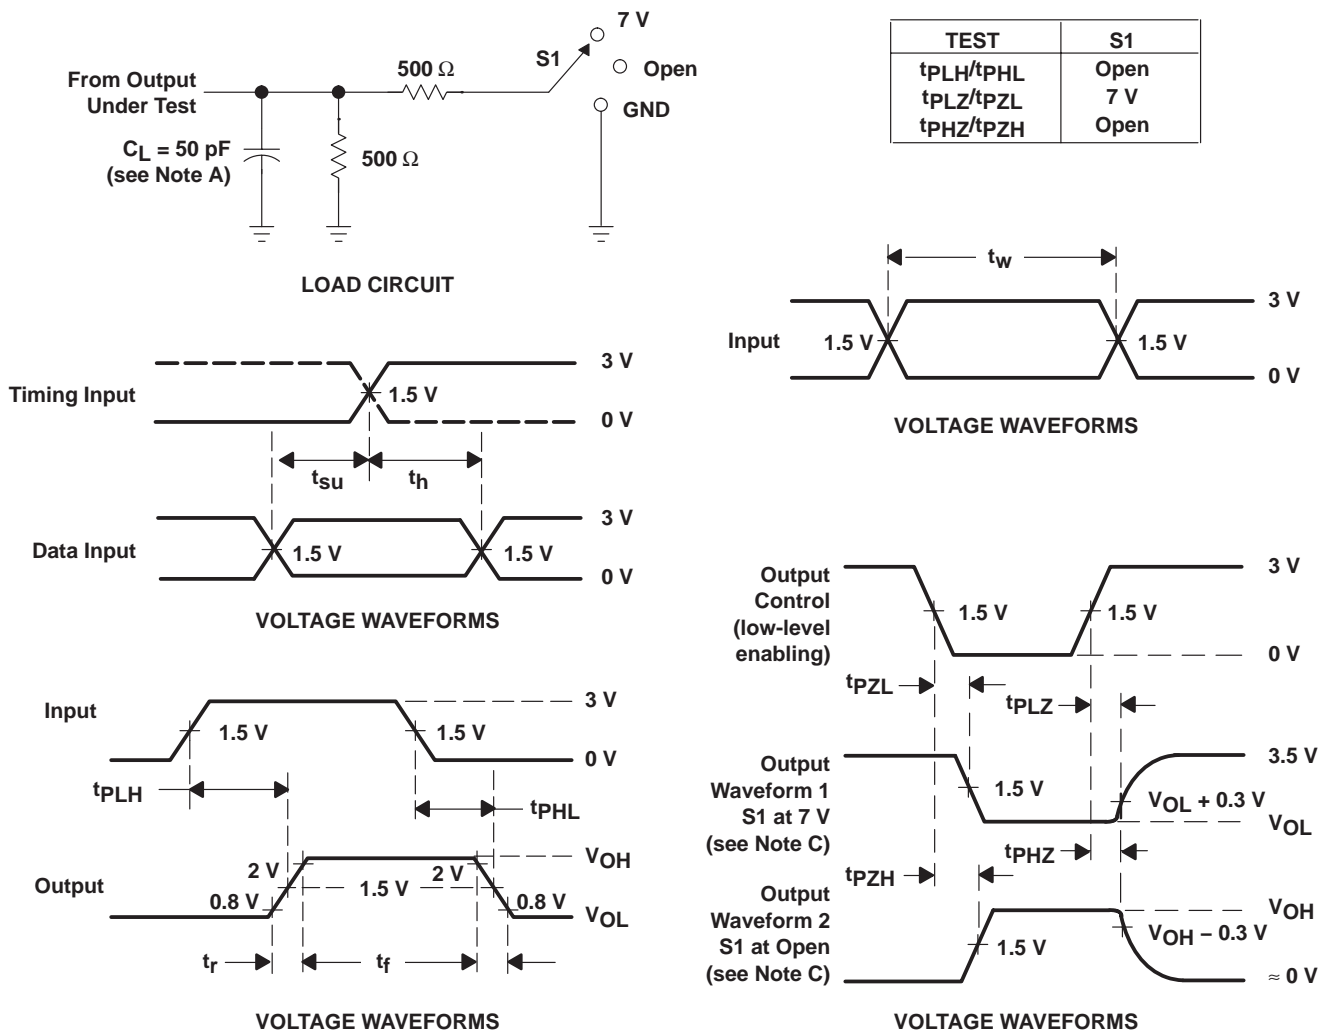 7 V
S1
Open
GND
500 Ω
From Output
Under Test
CL = 50 pF
(see Note A)
500 Ω
LOAD CIRCUIT
TEST S1
tPLH/tPHL Open
tPLZ/tPZL 7 V
tPHZ/tPZH Open
tw
3 V
Input 1.5 V 1.5 V
0 V
VOLTAGE WAVEFORMS
3 V
Timing Input 1.5 V
0 V
tsu th
3 V
Data Input 1.5 V 1.5 V
0 V
VOLTAGE WAVEFORMS
3 V
Input 1.5 V 1.5 V
0 V
tPLH
tPHL
VOH
2 V 2 V
Output 1.5 V
0.8 V 0.8 V
VOL
tr tf
VOLTAGE WAVEFORMS
Output
Control
(low-level
enabling)
3 V
1.5 V 1.5 V
0 V
tPZL
tPLZ
Output
Waveform 1
S1 at 7 V
(see Note C)
3.5 V
1.5 V
VOL + 0.3 V
VOL
tPHZ
tPZH
Output
Waveform 2
S1 at Open
(see Note C)
VOH
VOH − 0.3 V
1.5 V
≈ 0 V
VOLTAGE WAVEFORMS